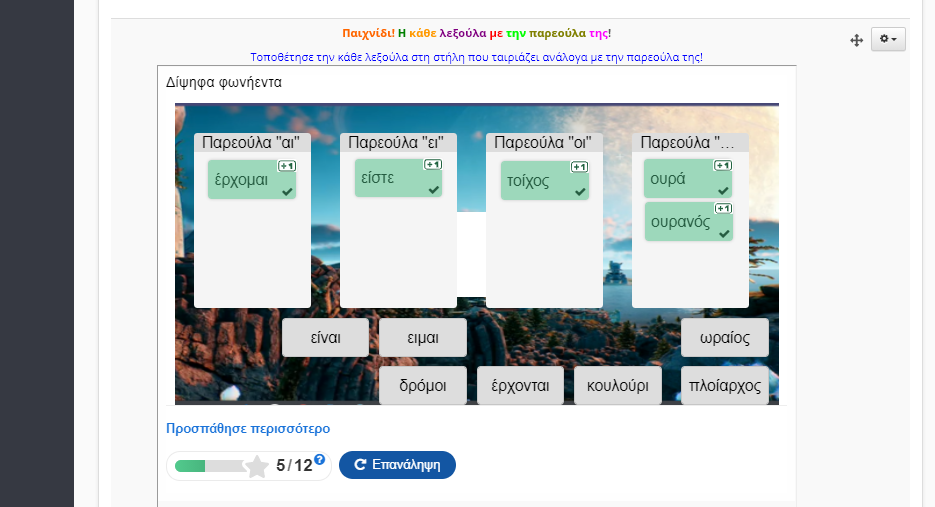 Παιχνίδι! Η κάθε λεξούλα με την παρεούλα της!
Τοποθέτησε την κάθε λεξούλα στη στήλη που ταιριάζει ανάλογα με την παρεούλα της!
Δίψηφα φωνήεντα
Παρεούλα "αι" Παρεούλα "ει" Παρεούλα "οι" Παρεούλα "...
+1 +1 +1 +1
έρχομαι είστε τοίχος ουρά
+1
ουρανός
είναι ειμαι ωραίος
δρόμοι έρχονται κουλούρι πλοίαρχος
Προσπάθησε περισσότερο
5/12 ?
Επανάληψη